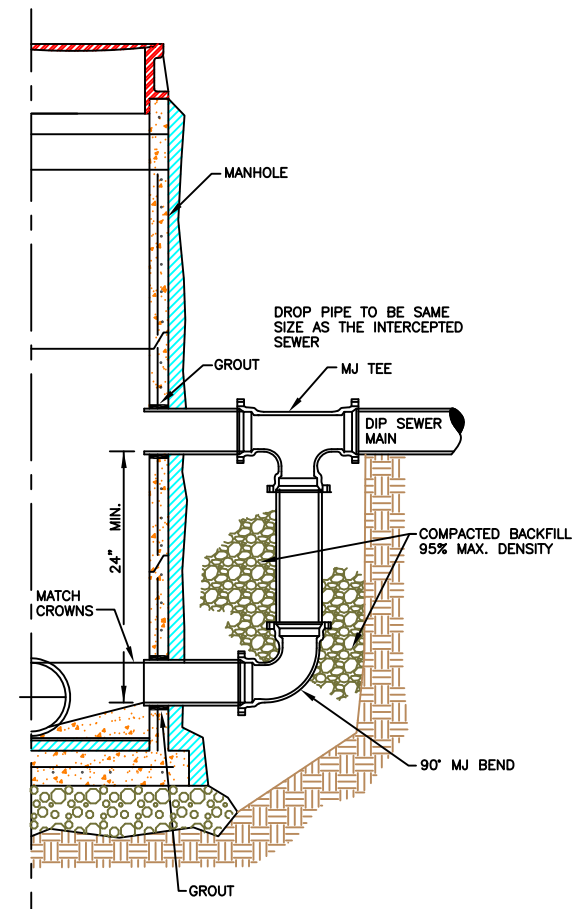 MANHOLE
DROP PIPE TO BE SAME
SIZE AS THE INTERCEPTED
SEWER
GROUT
MJ TEE
DIP SEWER
MAIN
24" MIN.
COMPACTED BACKFILL
95% MAX. DENSITY
MATCH
CROWNS
90° MJ BEND
GROUT